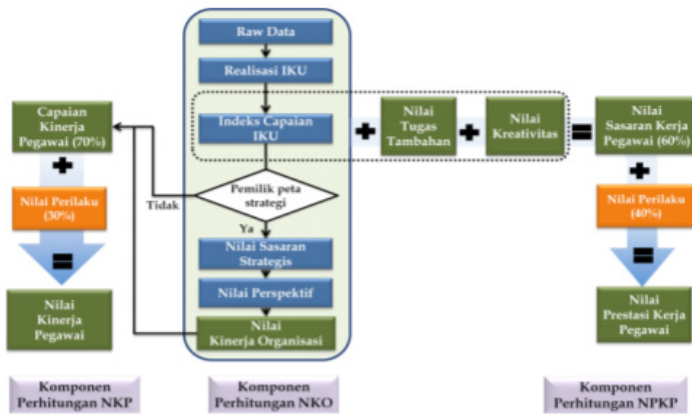 Raw Data
Realisasi IKU
Indeks Capaian
IKU
Pemilik peta
strategi
Tidak
Ya
Nilai Sasaran
Strategis
Nilai Perspektif
Nilai
Kinerja Organisasi
Capaian
Kinerja
Pegawai (70%)
+
Nilai Perilaku
(30%)
=
Nilai
Kinerja
Pegawai
+
Nilai
Tugas
Tambahan
+
Nilai
Kreativitas
=
Nilai
Sasaran Kerja
Pegawai (60%)
+
Nilai Perilaku
(40%)
=
Nilai
Prestasi Kerja
Pegawai
Komponen
Perhitungan NKP
Komponen
Perhitungan NKO
Komponen
Perhitungan NPKP